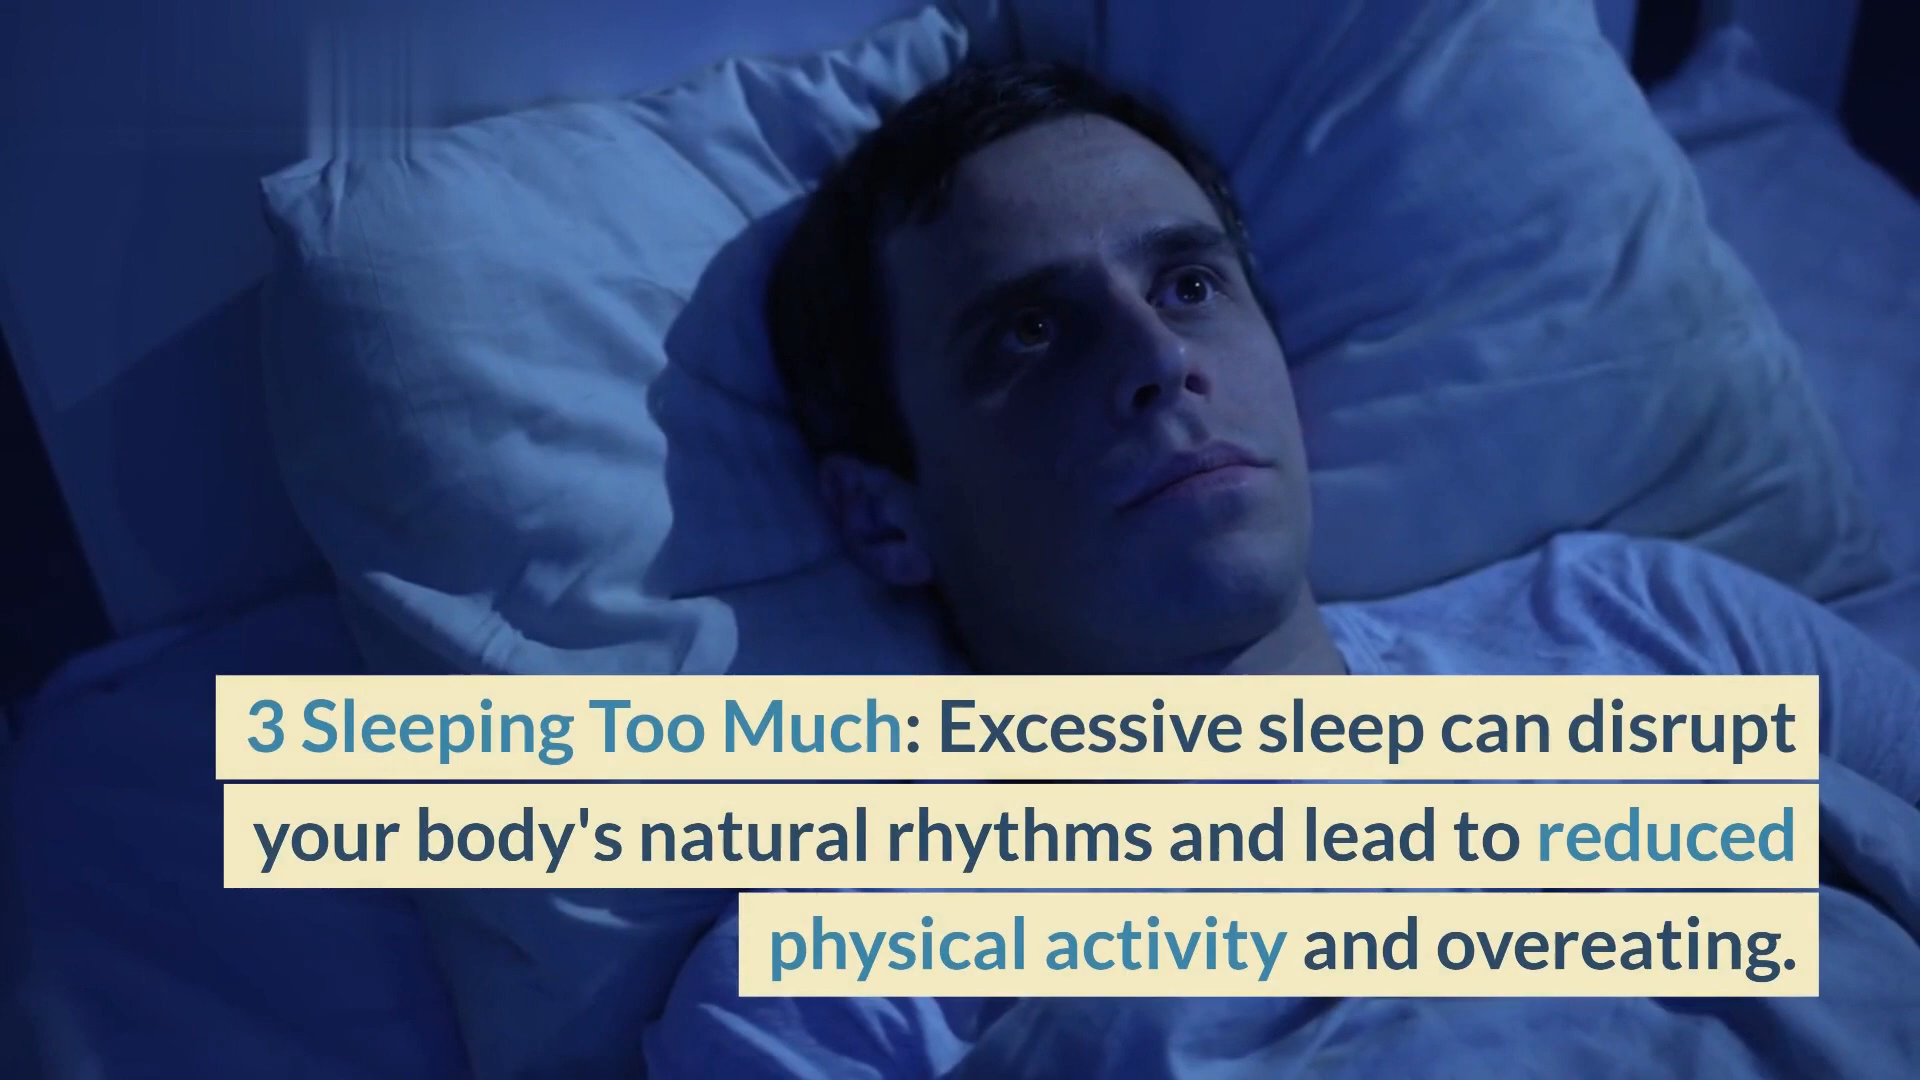 3 Sleeping Too Much: Excessive sleep can disrupt
your body's natural rhythms and lead to reduced
physical activity and overeating.